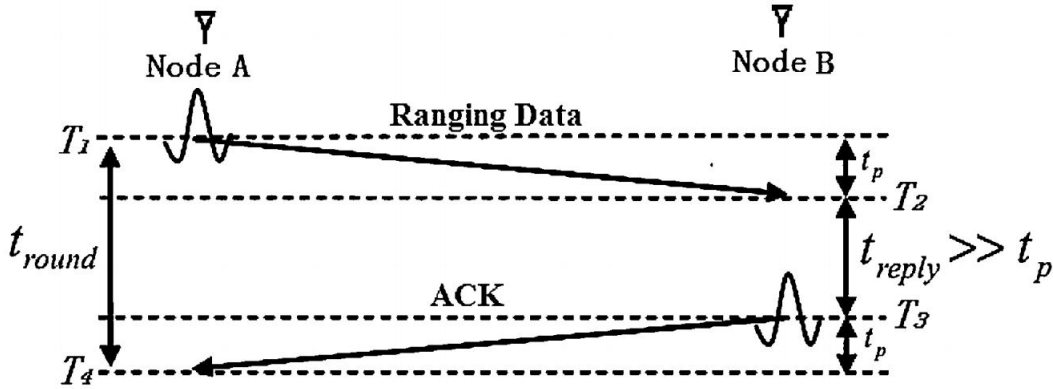 Node A
Node B
Ranging Data
T1
tp
T2
tround
treply >> tp
ACK
T3
tp
T4